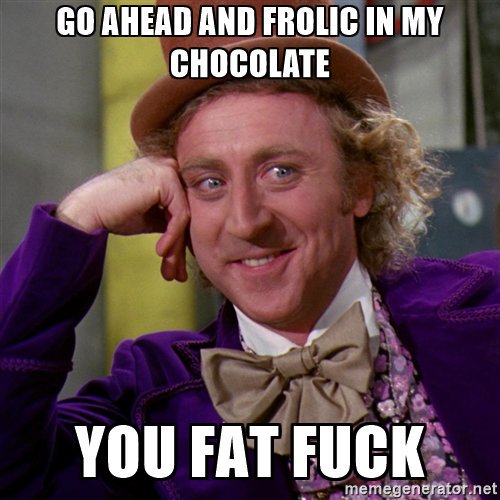 GO AHEAD AND FROLIC IN MY
CHOCOLATE
YOU FAT FUCK
memegenerator.net